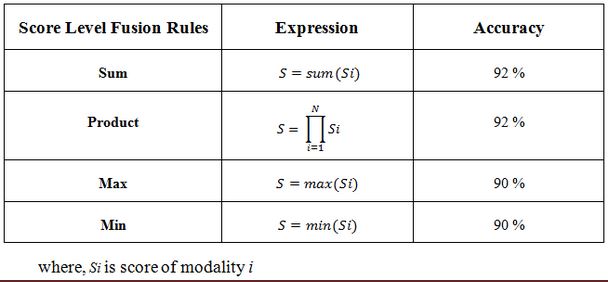 Score Level Fusion Rules Expression Accuracy
Sum S = sum(Si) 92 %
Product S = ∏_{i=1}^{N} Si 92 %
Max S = max(Si) 90 %
Min S = min(Si) 90 %
where, Si is score of modality i